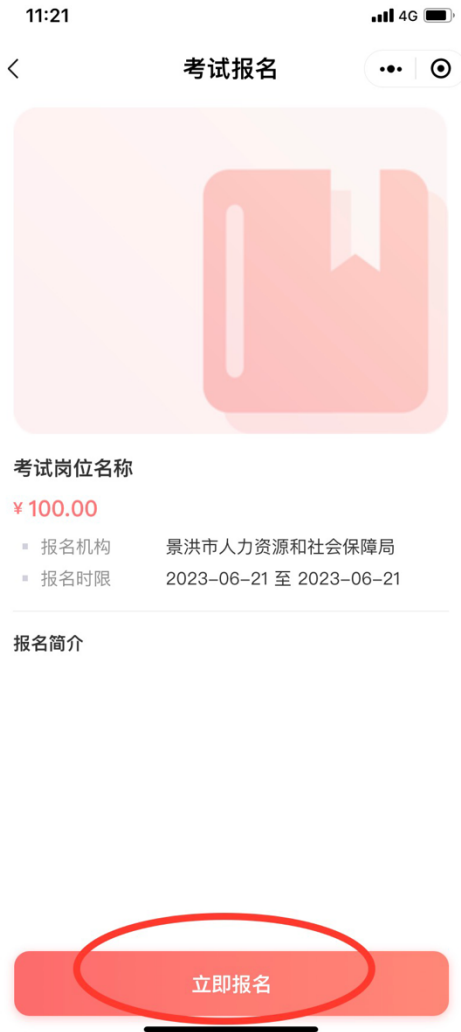 11:21 4G
考试报名
考试岗位名称
¥ 100.00
报名机构 景洪市人力资源和社会保障局
报名时限 2023-06-21 至 2023-06-21
报名简介
立即报名